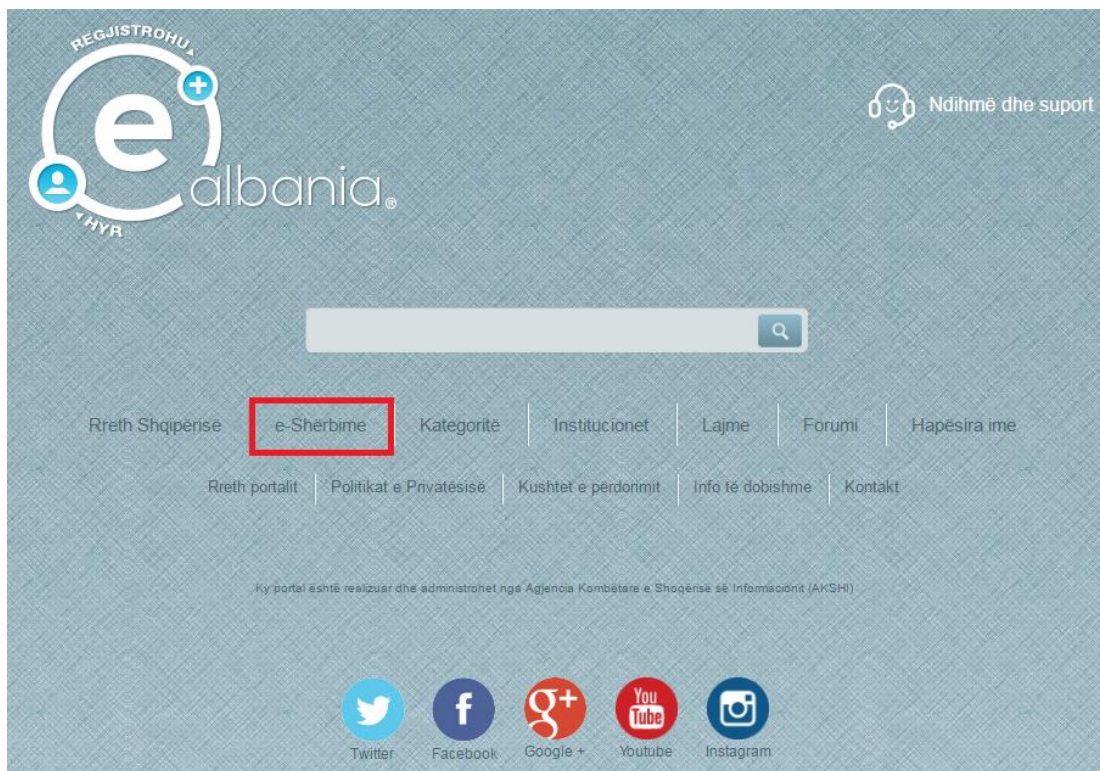 REGJISTROHU
Ndihmë dhe suport
e
albania®
HYR
Rreth Shqipërisë e-Shërbime Kategoritë Institucionet Lajme Forumi Hapësira ime
Rreth portalit Politikat e Privatësisë Kushtet e përdorimit Info të dobishme Kontakt
Ky portal është realizuar dhe administrohet nga Agjencia Kombëtare e Shoqërisë së Informacionit (AKSHI)
f g+ You Tube
Twitter Facebook Google + Youtube Instagram